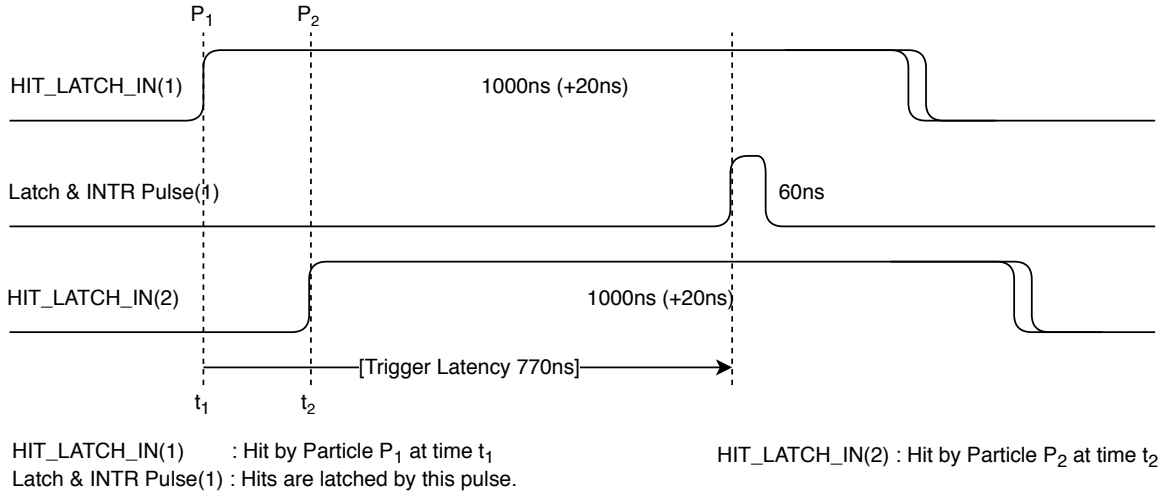 P₁ P₂
HIT_LATCH_IN(1) 1000ns (+20ns)
Latch & INTR Pulse(1) 60ns
HIT_LATCH_IN(2) 1000ns (+20ns)
[Trigger Latency 770ns]
t₁ t₂
HIT_LATCH_IN(1) : Hit by Particle P₁ at time t₁ HIT_LATCH_IN(2) : Hit by Particle P₂ at time t₂
Latch & INTR Pulse(1) : Hits are latched by this pulse.